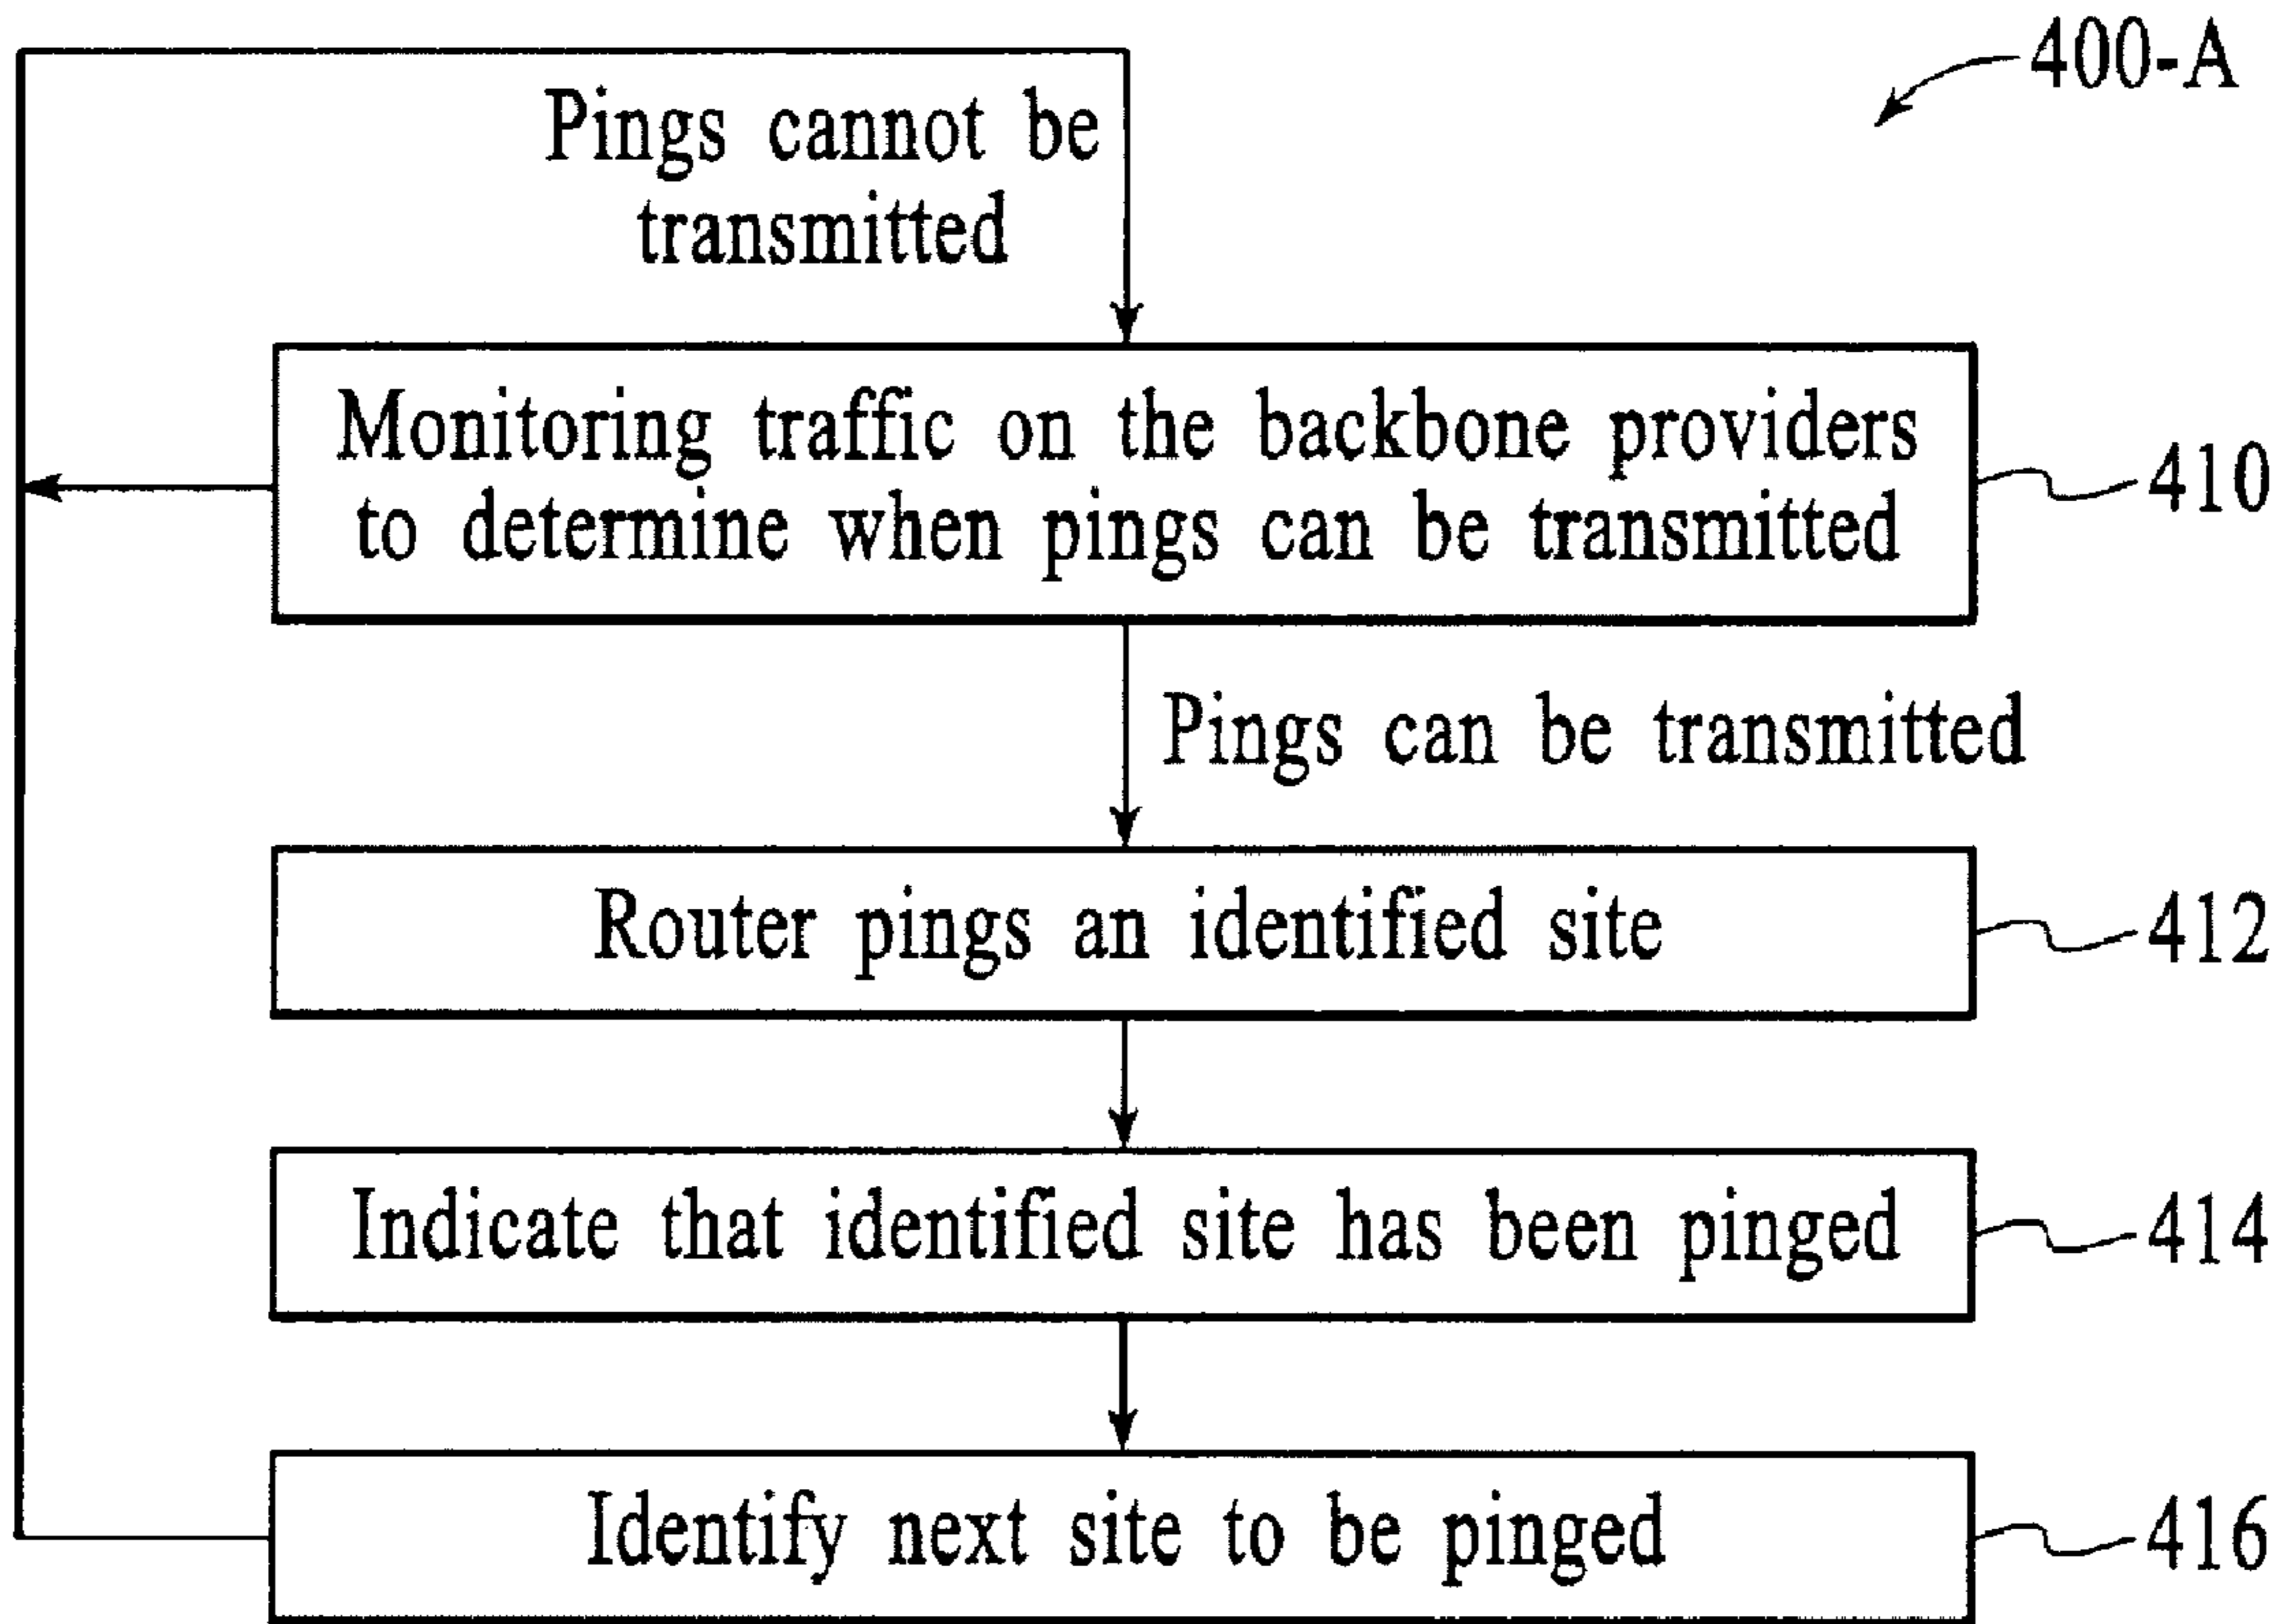 400-A
Pings cannot be
transmitted
Monitoring traffic on the backbone providers
to determine when pings can be transmitted
410
Pings can be transmitted
Router pings an identified site
412
Indicate that identified site has been pinged
414
Identify next site to be pinged
416